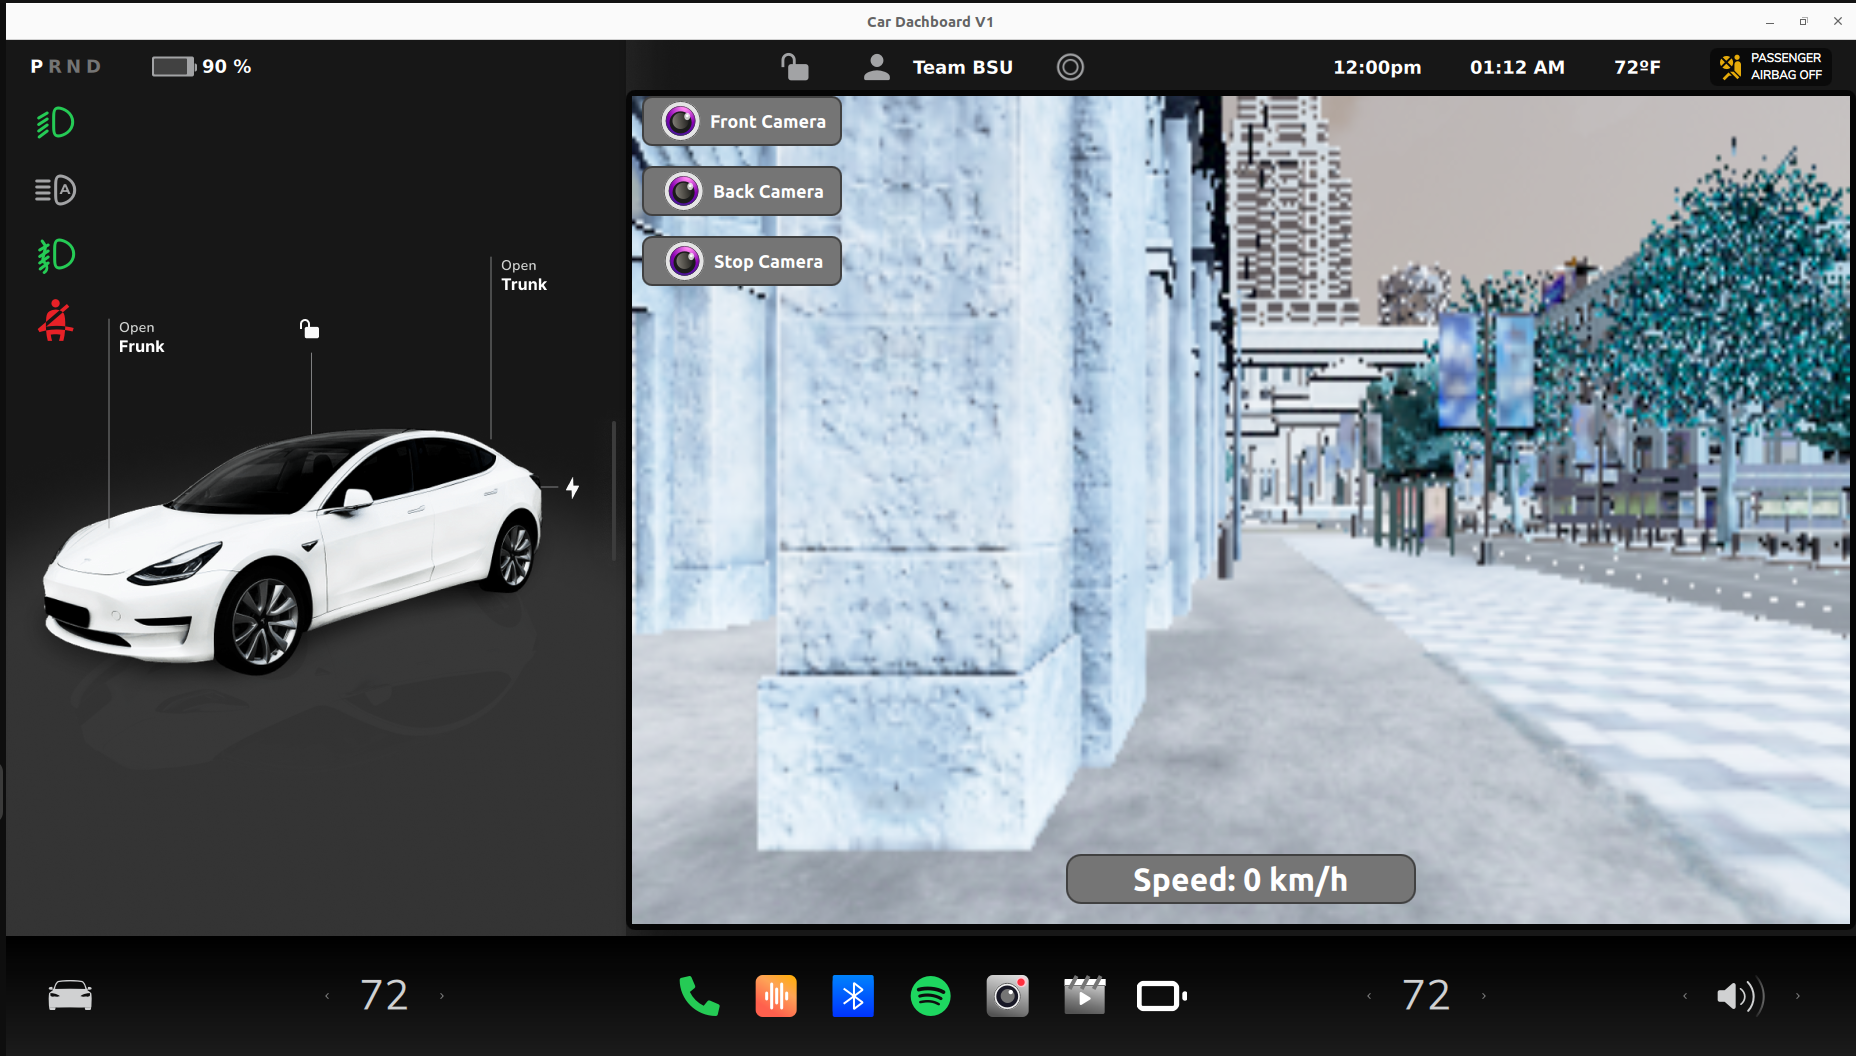 Car Dachboard V1
P R N D
90 %
Team BSU
12:00pm
01:12 AM
72ºF
PASSENGER
AIRBAG OFF
Front Camera
Back Camera
Stop Camera
A
Open
Trunk
Open
Frunk
Speed: 0 km/h
72
72